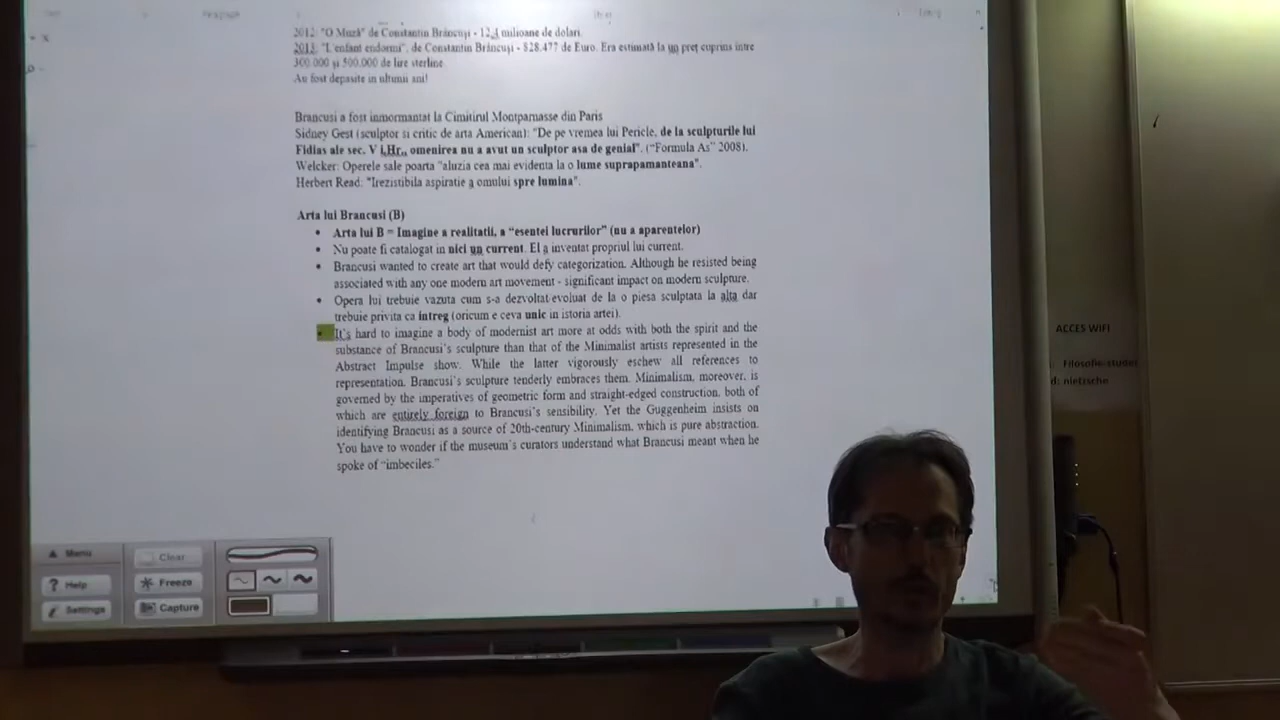 2012: "O Muză" de Constantin Brâncuşi - 12,4 milioane de dolari.
2013: "L'enfant endormi", de Constantin Brâncuşi - 828.477 de Euro. Era estimată la un preţ cuprins intre
300.000 şi 500.000 de lire sterline
Au fost depasite in ultimii ani!
Brancusi a fost inmormantat la Cimitirul Montparnasse din Paris
Sidney Gest (sculptor si critic de arta American): "De pe vremea lui Pericle, de la sculpturile lui
Fidias ale sec. V i.Hr., omenirea nu a avut un sculptor asa de genial". ("Formula As" 2008).
Welcker: Operele sale poarta "aluzia cea mai evidenta la o lume suprapamanteana".
Herbert Read: "Irezistibila aspiratie a omului spre lumina".
Arta lui Brancusi (B)
• Arta lui B = Imagine a realitatii, a “esentei lucrurilor” (nu a aparentelor)
• Nu poate fi catalogat in nici un current. El a inventat propriul lui current.
• Brancusi wanted to create art that would defy categorization. Although he resisted being
associated with any one modern art movement - significant impact on modern sculpture.
• Opera lui trebuie vazuta cum s-a dezvoltat/evoluat de la o piesa sculptata la alta dar
trebuie privita ca intreg (oricum e ceva unic in istoria artei).
• It's hard to imagine a body of modernist art more at odds with both the spirit and the
substance of Brancusi's sculpture than that of the Minimalist artists represented in the
Abstract Impulse show. While the latter vigorously eschew all references to
representation, Brancusi's sculpture tenderly embraces them. Minimalism, moreover, is
governed by the imperatives of geometric form and straight-edged construction, both of
which are entirely foreign to Brancusi's sensibility. Yet the Guggenheim insists on
identifying Brancusi as a source of 20th-century Minimalism, which is pure abstraction.
You have to wonder if the museum's curators understand what Brancusi meant when he
spoke of “imbeciles.”
Menu
Clear
? Help
Freeze
Settings
Capture
ACCES WIFI
Filosofie-studen
d: nietzsche